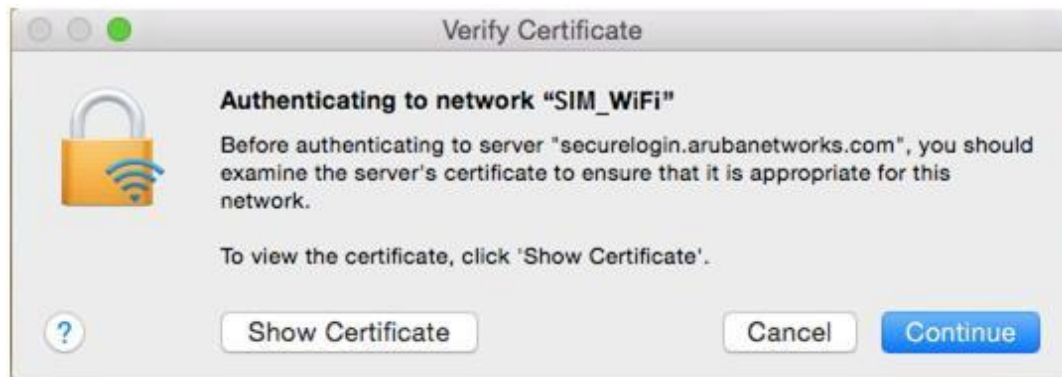 Verify Certificate
Authenticating to network “SIM_WiFi”
Before authenticating to server "securelogin.arubanetworks.com", you should
examine the server's certificate to ensure that it is appropriate for this
network.
To view the certificate, click 'Show Certificate'.
?
Show Certificate
Cancel
Continue